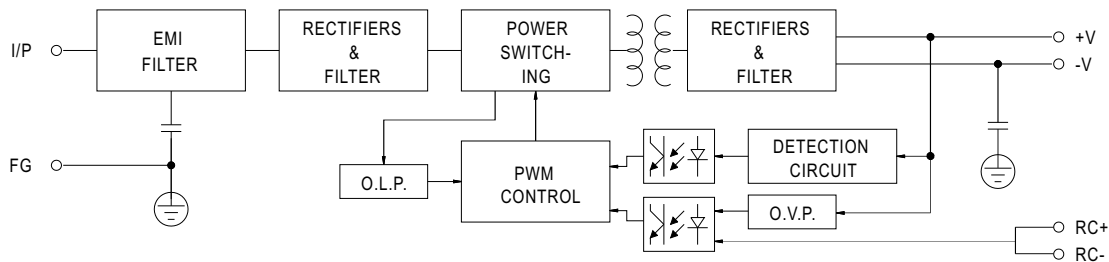 I/P
EMI
FILTER
RECTIFIERS
&
FILTER
POWER
SWITCH-
ING
RECTIFIERS
&
FILTER
+V
-V
FG
O.L.P.
PWM
CONTROL
DETECTION
CIRCUIT
O.V.P.
RC+
RC-